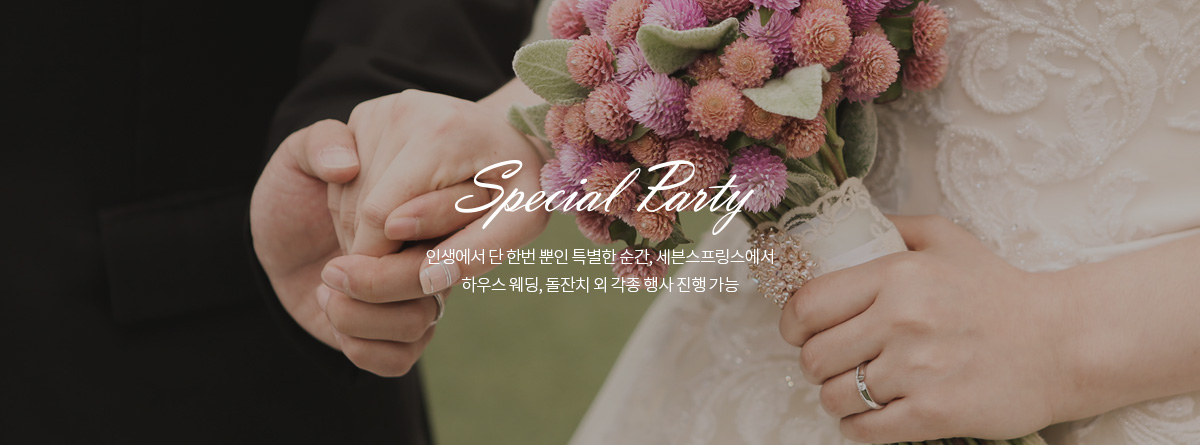 Special Party
인생에서 단 한번 뿐인 특별한 순간, 세븐스프링스에서
하우스 웨딩, 돌잔치 외 각종 행사 진행 가능